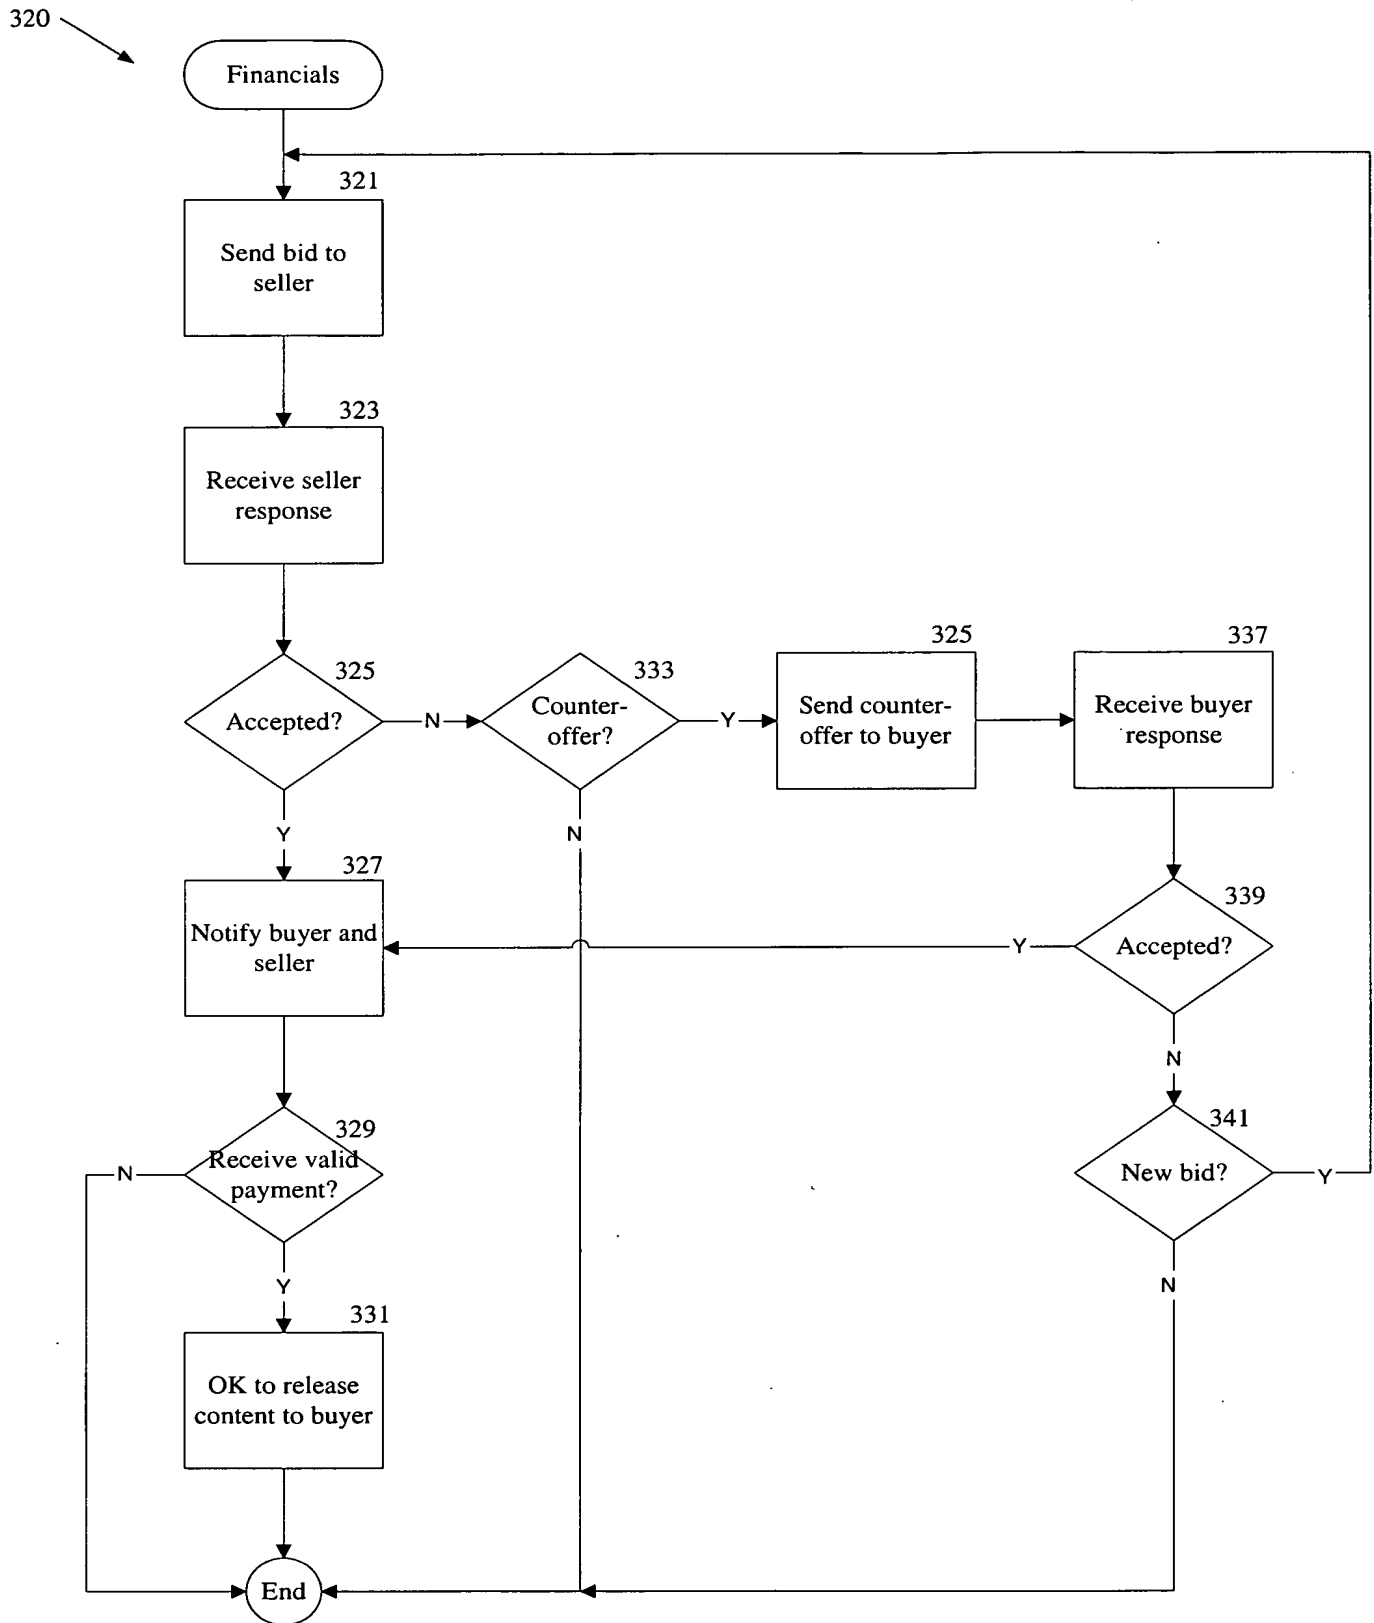 320
Financials
321
Send bid to
seller
323
Receive seller
response
325
Accepted?
N
333
Counter-
offer?
Y
325
Send counter-
offer to buyer
337
Receive buyer
response
Y
N
327
Notify buyer and
seller
Y
339
Accepted?
N
329
Receive valid
payment?
N
341
New bid?
Y
Y
N
331
OK to release
content to buyer
End